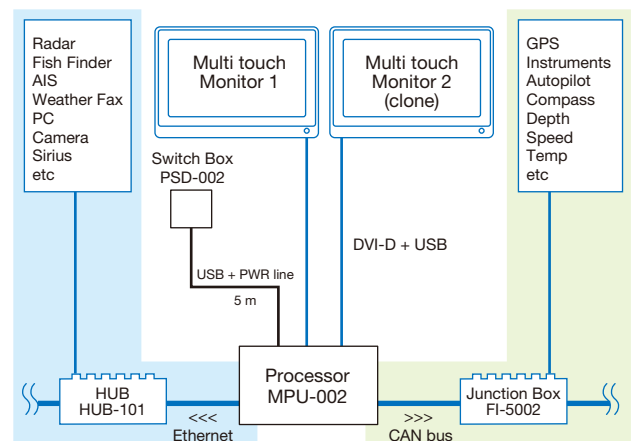 Radar
Fish Finder
AIS
Weather Fax
PC
Camera
Sirius
etc
Multi touch
Monitor 1
Multi touch
Monitor 2
(clone)
GPS
Instruments
Autopilot
Compass
Depth
Speed
Temp
etc
Switch Box
PSD-002
DVI-D + USB
USB + PWR line
5 m
HUB
HUB-101
<<<
Ethernet
Processor
MPU-002
>>>
CAN bus
Junction Box
FI-5002